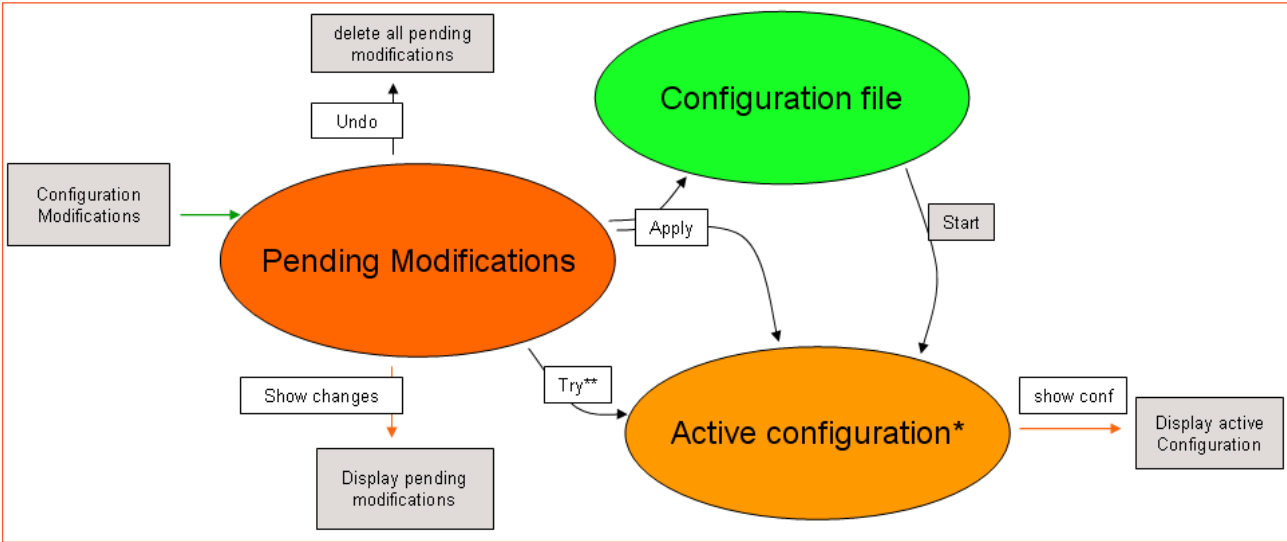 delete all pending
modifications
Undo
Configuration file
Configuration
Modifications
Apply
Start
Pending Modifications
Show changes
Try**
show conf
Active configuration*
Display active
Configuration
Display pending
modifications